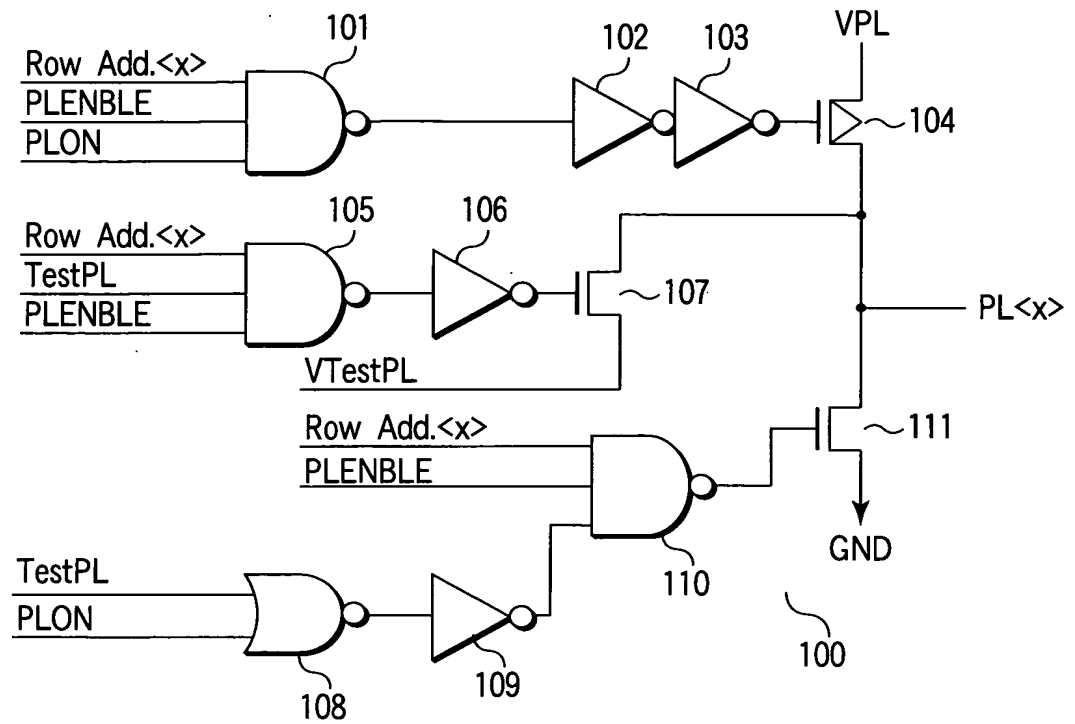 101
102
103
VPL
Row Add.<x>
PLENBLE
PLON
104
105
106
Row Add.<x>
TestPL
PLENBLE
107
PL<x>
VTestPL
Row Add.<x>
PLENBLE
111
110
GND
TestPL
PLON
108
109
100